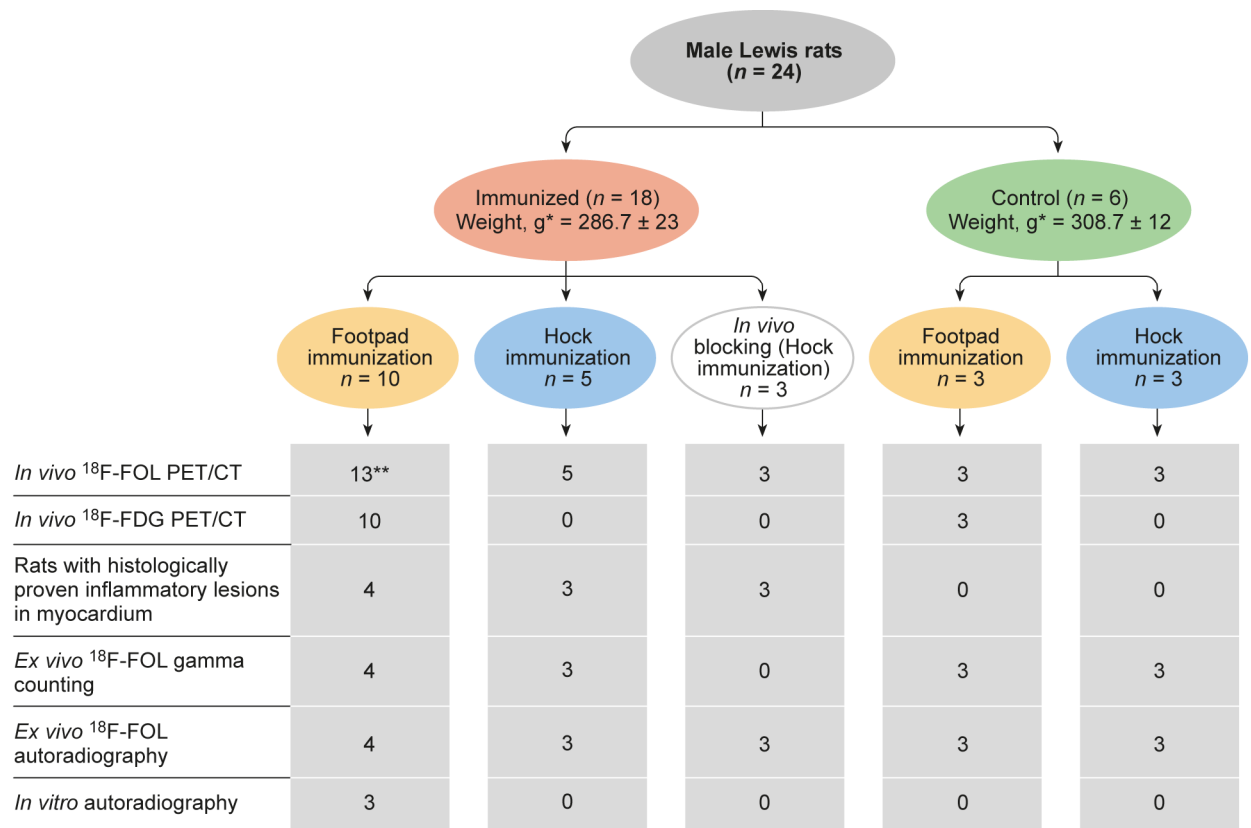 Male Lewis rats
(n = 24)
Immunized (n = 18)
Weight, g* = 286.7 ± 23
Control (n = 6)
Weight, g* = 308.7 ± 12
Footpad
immunization
n = 10
Hock
immunization
n = 5
In vivo
blocking (Hock
immunization)
n = 3
Footpad
immunization
n = 3
Hock
immunization
n = 3
In vivo ¹⁸F-FOL PET/CT 13** 5 3 3 3
In vivo ¹⁸F-FDG PET/CT 10 0 0 3 0
Rats with histologically
proven inflammatory lesions 4 3 3 0 0
in myocardium
Ex vivo ¹⁸F-FOL gamma
counting 4 3 0 3 3
Ex vivo ¹⁸F-FOL
autoradiography 4 3 3 3 3
In vitro autoradiography 3 0 0 0 0